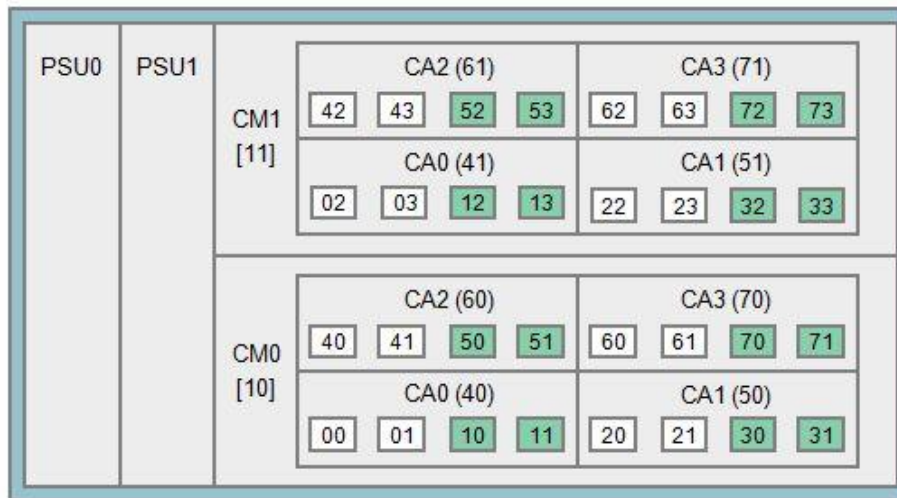 PSU0
PSU1
CM1
[11]
CA2 (61)
42 43 52 53
CA3 (71)
62 63 72 73
CA0 (41)
02 03 12 13
CA1 (51)
22 23 32 33
CM0
[10]
CA2 (60)
40 41 50 51
CA3 (70)
60 61 70 71
CA0 (40)
00 01 10 11
CA1 (50)
20 21 30 31